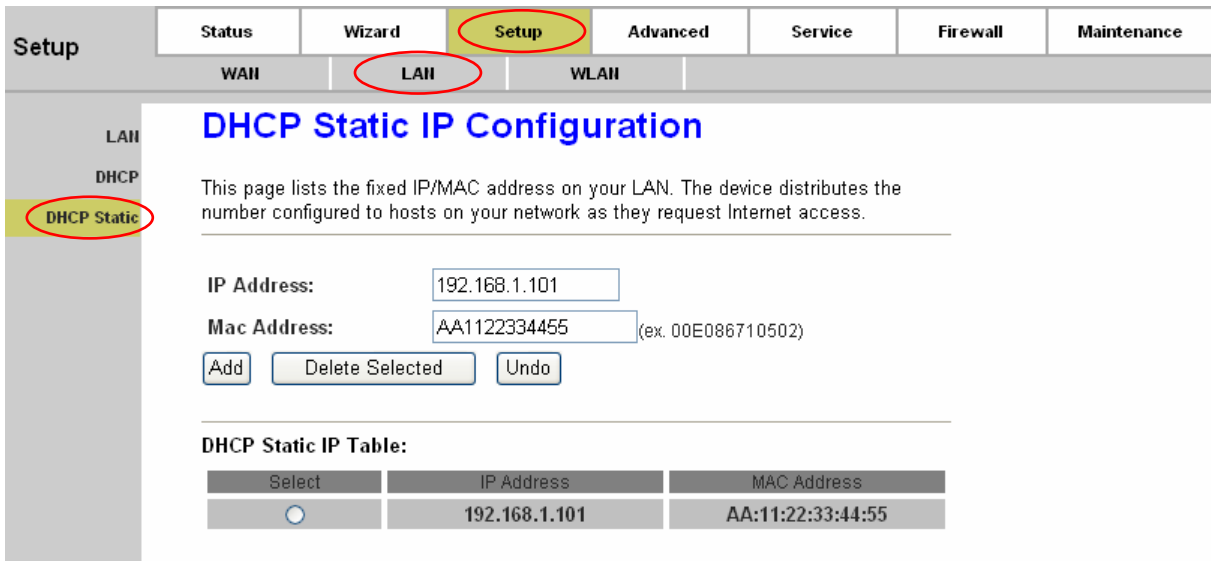 Setup
Status Wizard Setup Advanced Service Firewall Maintenance
WAN LAN WLAN
LAN
DHCP
DHCP Static
DHCP Static IP Configuration
This page lists the fixed IP/MAC address on your LAN. The device distributes the
number configured to hosts on your network as they request Internet access.
IP Address: 192.168.1.101
Mac Address: AA1122334455 (ex. 00E086710502)
Add Delete Selected Undo
DHCP Static IP Table:
Select IP Address MAC Address
192.168.1.101 AA:11:22:33:44:55